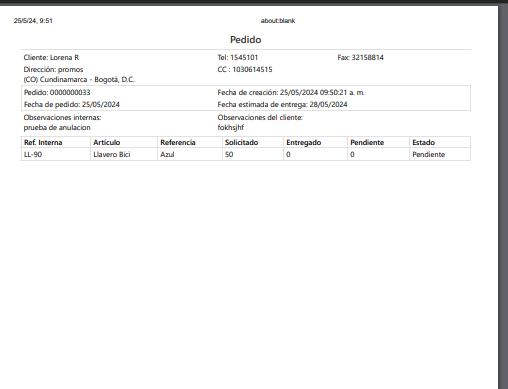 25/5/24, 9:51 about:blank
Pedido
Cliente: Lorena R Tel: 1545101 Fax: 32158814
Dirección: promos CC : 1030614515
(CO) Cundinamarca - Bogotá, D.C.
Pedido: 0000000033 Fecha de creación: 25/05/2024 09:50:21 a. m.
Fecha de pedido: 25/05/2024 Fecha estimada de entrega: 28/05/2024
Observaciones internas: Observaciones del cliente:
prueba de anulacion fokhsjhf
Ref. Interna Artículo Referencia Solicitado Entregado Pendiente Estado
LL-90 Llavero Bici Azul 50 0 0 Pendiente